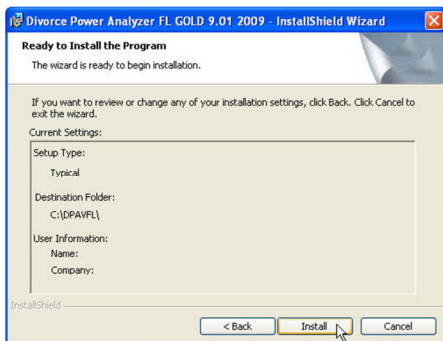 Divorce Power Analyzer FL GOLD 9.01 2009 - InstallShield Wizard
Ready to Install the Program
The wizard is ready to begin installation.
If you want to review or change any of your installation settings, click Back. Click Cancel to
exit the wizard.
Current Settings:
Setup Type:
Typical
Destination Folder:
C:\DPAVFL\
User Information:
Name:
Company:
InstallShield
< Back
Install
Cancel